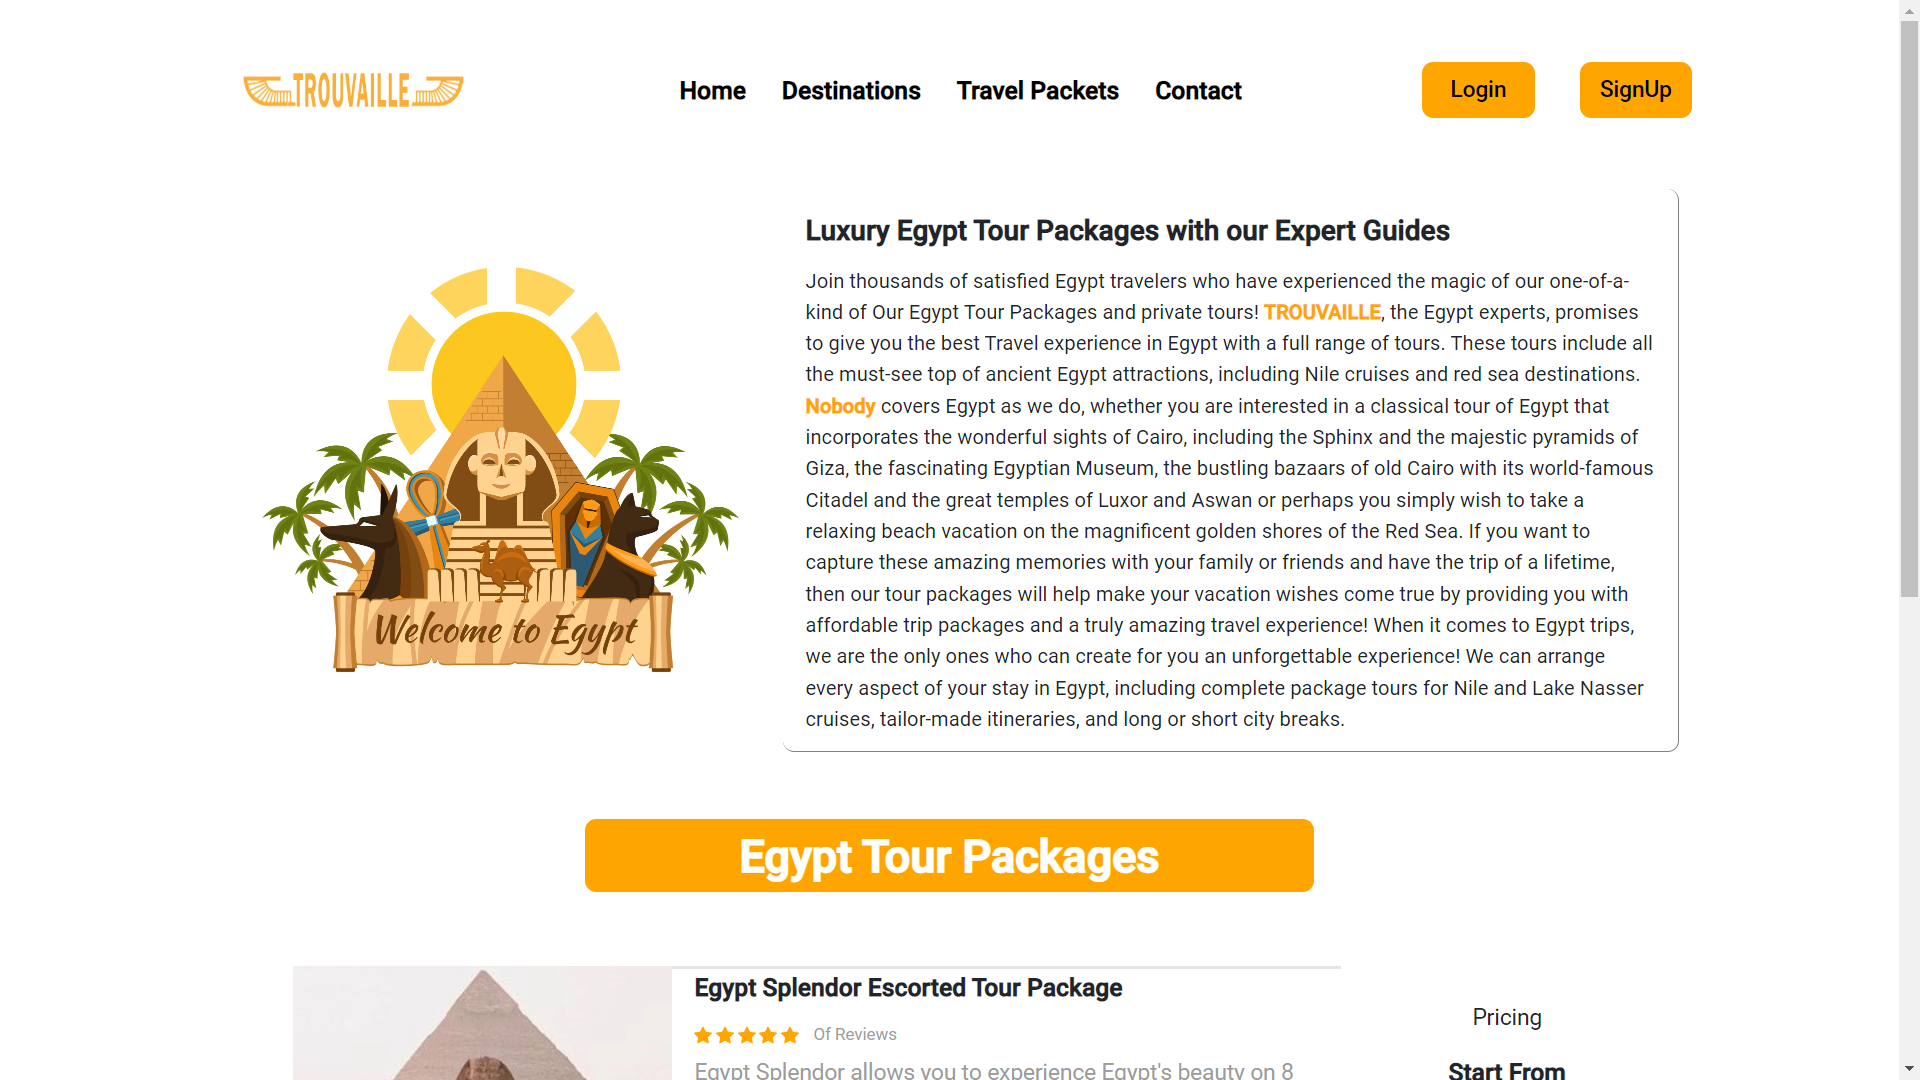 TROUVAILLE
Home
Destinations
Travel Packets
Contact
Login
SignUp
Luxury Egypt Tour Packages with our Expert Guides
Join thousands of satisfied Egypt travelers who have experienced the magic of our one-of-a-
kind of Our Egypt Tour Packages and private tours! TROUVAILLE, the Egypt experts, promises
to give you the best Travel experience in Egypt with a full range of tours. These tours include all
the must-see top of ancient Egypt attractions, including Nile cruises and red sea destinations.
Nobody covers Egypt as we do, whether you are interested in a classical tour of Egypt that
incorporates the wonderful sights of Cairo, including the Sphinx and the majestic pyramids of
Giza, the fascinating Egyptian Museum, the bustling bazaars of old Cairo with its world-famous
Citadel and the great temples of Luxor and Aswan or perhaps you simply wish to take a
relaxing beach vacation on the magnificent golden shores of the Red Sea. If you want to
capture these amazing memories with your family or friends and have the trip of a lifetime,
then our tour packages will help make your vacation wishes come true by providing you with
affordable trip packages and a truly amazing travel experience! When it comes to Egypt trips,
we are the only ones who can create for you an unforgettable experience! We can arrange
every aspect of your stay in Egypt, including complete package tours for Nile and Lake Nasser
cruises, tailor-made itineraries, and long or short city breaks.
Welcome to Egypt
Egypt Tour Packages
Egypt Splendor Escorted Tour Package
Of Reviews
Egypt Splendor allows you to experience Egypt's beauty on 8
Pricing
Start From